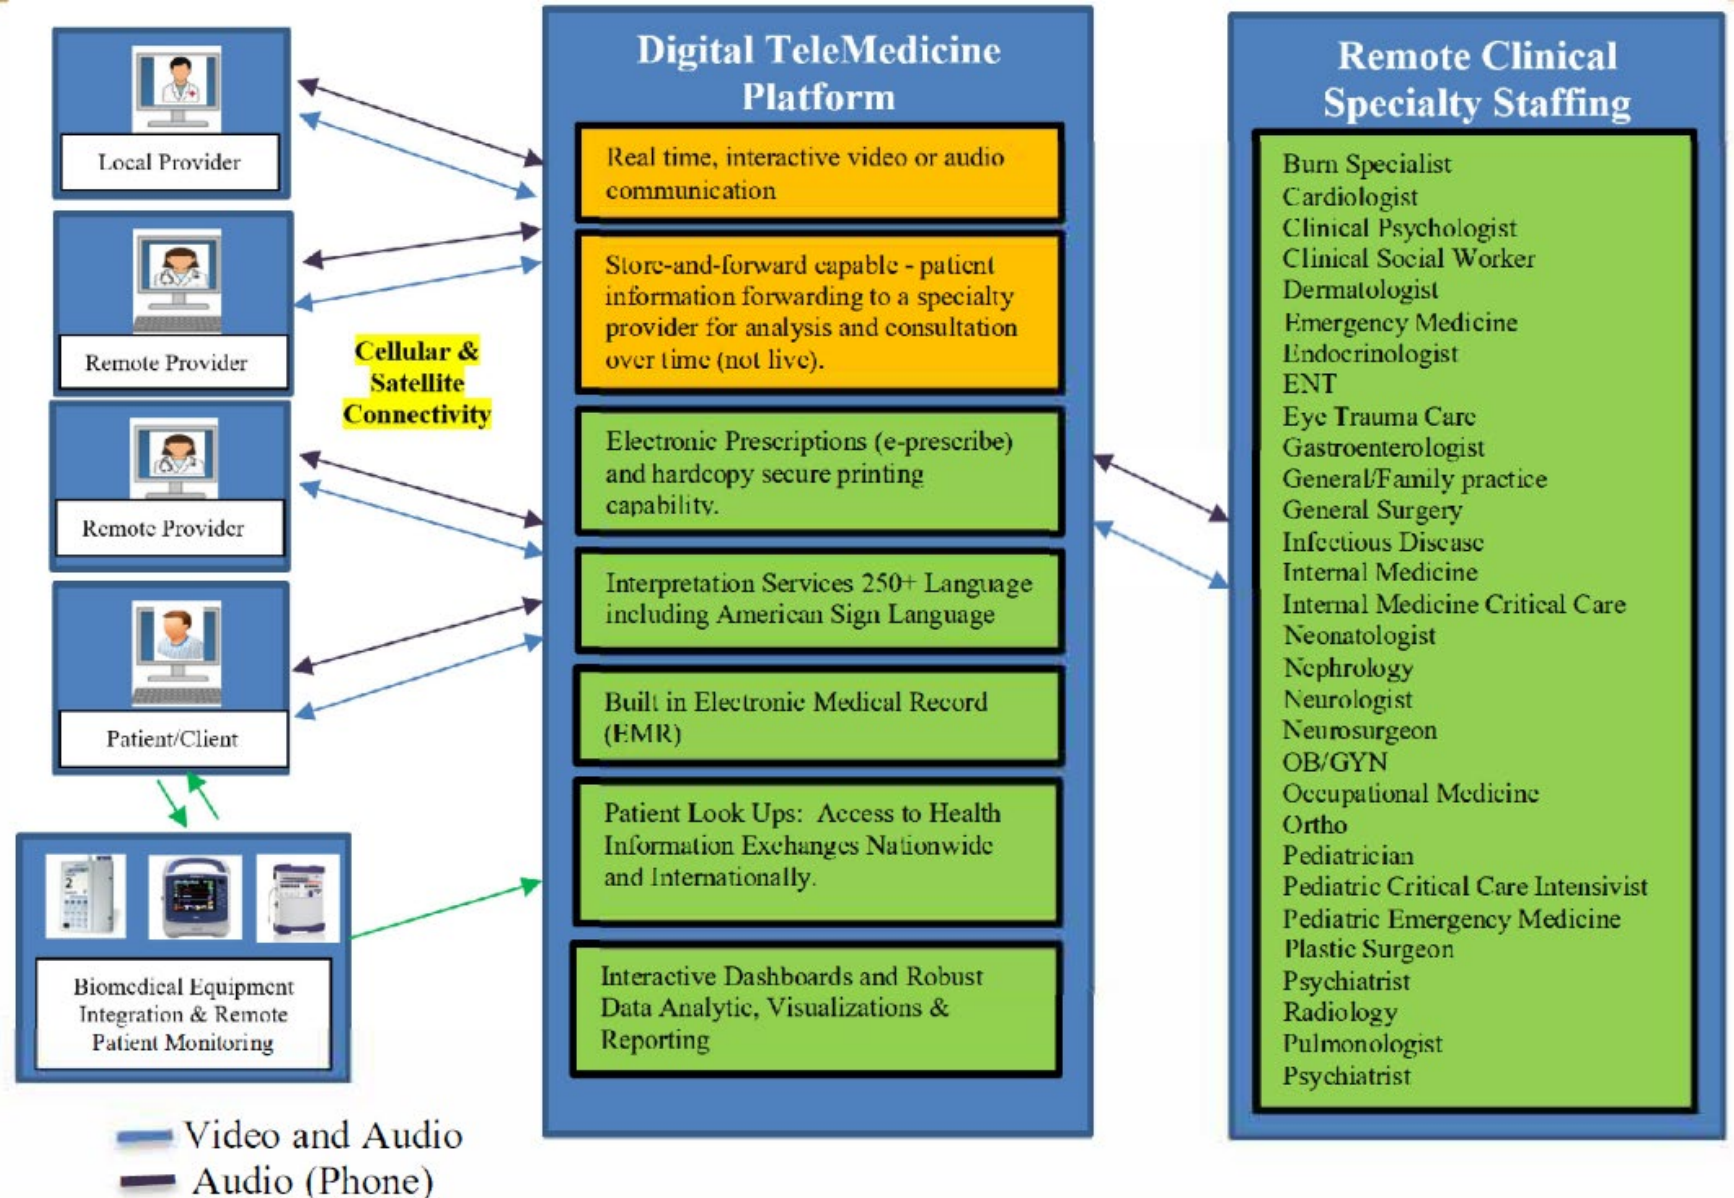 Local Provider
Remote Provider
Remote Provider
Patient/Client
Biomedical Equipment
Integration & Remote
Patient Monitoring
Cellular &
Satellite
Connectivity
Video and Audio
Audio (Phone)
Digital TeleMedicine
Platform
Real time, interactive video or audio
communication
Store-and-forward capable - patient
information forwarding to a specialty
provider for analysis and consultation
over time (not live).
Electronic Prescriptions (e-prescribe)
and hardcopy secure printing
capability.
Interpretation Services 250+ Language
including American Sign Language
Built in Electronic Medical Record
(EMR)
Patient Look Ups: Access to Health
Information Exchanges Nationwide
and Internationally.
Interactive Dashboards and Robust
Data Analytic, Visualizations &
Reporting
Remote Clinical
Specialty Staffing
Burn Specialist
Cardiologist
Clinical Psychologist
Clinical Social Worker
Dermatologist
Emergency Medicine
Endocrinologist
ENT
Eye Trauma Care
Gastroenterologist
General/Family practice
General Surgery
Infectious Disease
Internal Medicine
Internal Medicine Critical Care
Neonatologist
Nephrology
Neurologist
Neurosurgeon
OB/GYN
Occupational Medicine
Ortho
Pediatrician
Pediatric Critical Care Intensivist
Pediatric Emergency Medicine
Plastic Surgeon
Psychiatrist
Radiology
Pulmonologist
Psychiatrist